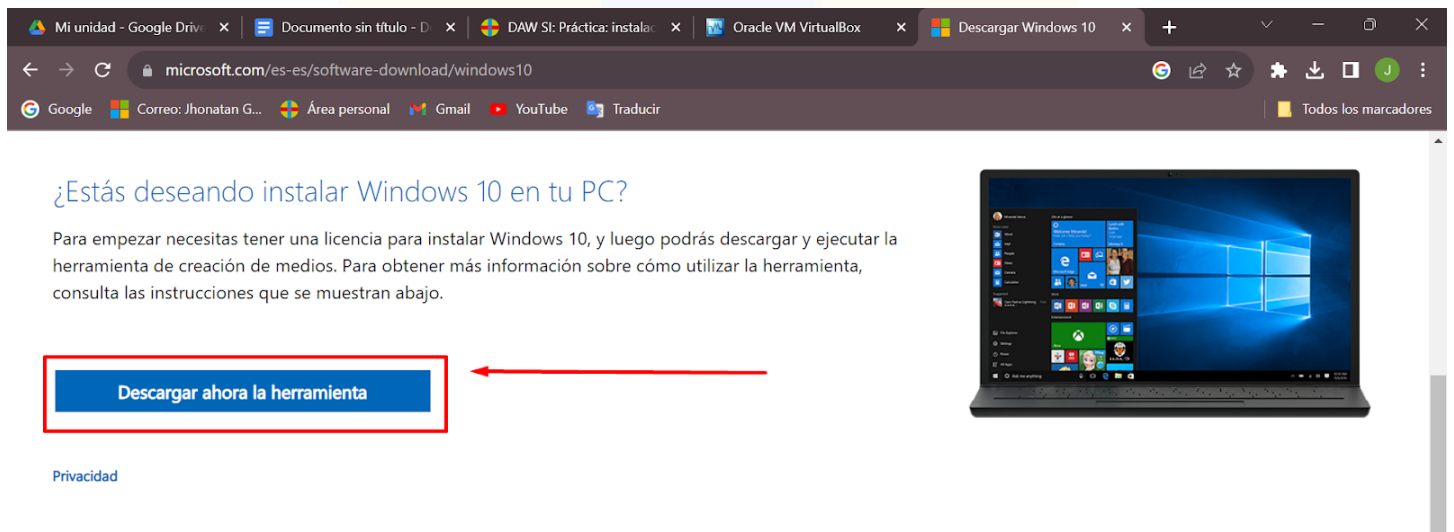 Mi unidad - Google Drive
Documento sin título - D
DAW SI: Práctica: instalac
Oracle VM VirtualBox
Descargar Windows 10
microsoft.com/es-es/software-download/windows10
J
Google
Correo: Jhonatan G...
Área personal
Gmail
YouTube
Traducir
Todos los marcadores
¿Estás deseando instalar Windows 10 en tu PC?
Para empezar necesitas tener una licencia para instalar Windows 10, y luego podrás descargar y ejecutar la
herramienta de creación de medios. Para obtener más información sobre cómo utilizar la herramienta,
consulta las instrucciones que se muestran abajo.
Descargar ahora la herramienta
Privacidad